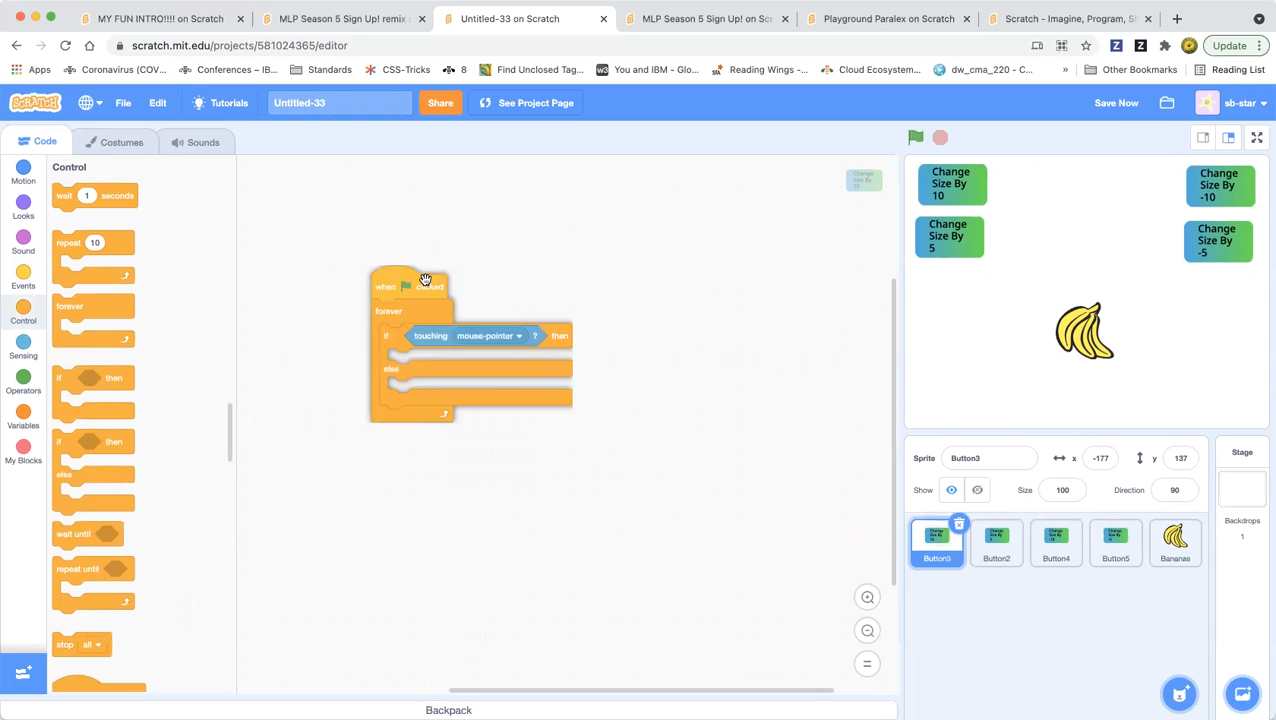 MY FUN INTRO!!!! on Scratch
MLP Season 5 Sign Up! remix
Untitled-33 on Scratch
MLP Season 5 Sign Up! on Sc
Playground Paralex on Scratch
Scratch - Imagine, Program, S
scratch.mit.edu/projects/581024365/editor
Update
Apps
Coronavirus (COV...
Conferences – IB...
Standards
CSS-Tricks
8
Find Unclosed Tag...
You and IBM - Glo...
Reading Wings -...
Cloud Ecosystem...
dw_cma_220 - C...
»
Other Bookmarks
Reading List
SCRATCH
File
Edit
Tutorials
Untitled-33
Share
See Project Page
Save Now
sb-star
Code
Costumes
Sounds
Motion
Looks
Sound
Events
Control
Sensing
Operators
Variables
My Blocks
Control
wait 1 seconds
repeat 10
forever
if then
if then
else
wait until
repeat until
stop all
when clicked
forever
if touching mouse-pointer ? then
else
Change
Size By
10
Change
Size By
10
Change
Size By
-10
Change
Size By
5
Change
Size By
-5
Sprite
Button3
x
-177
y
137
Show
Size
100
Direction
90
Stage
Backdrops
1
Button3
Button2
Button4
Button5
Bananas
Backpack